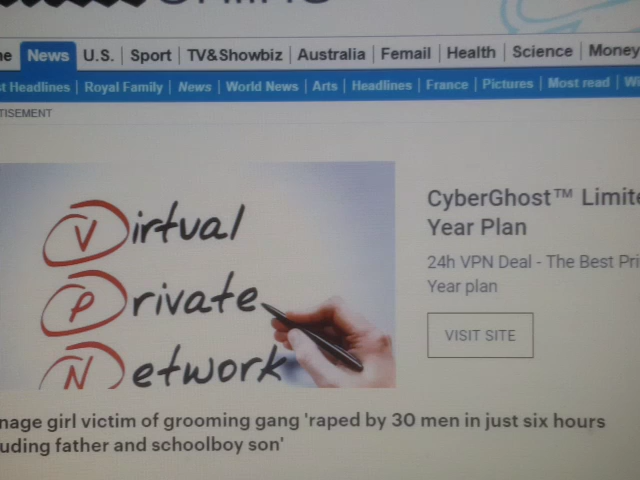 News U.S. Sport TV&Showbiz Australia Femail Health Science Money
Headlines Royal Family News World News Arts Headlines France Pictures Most read
CyberGhost™
Year Plan
24h VPN Deal - The Best
Year plan
VISIT SITE
Virtual
Private
Network
girl victim of grooming gang 'raped by 30 men in just six hours
father and schoolboy son'